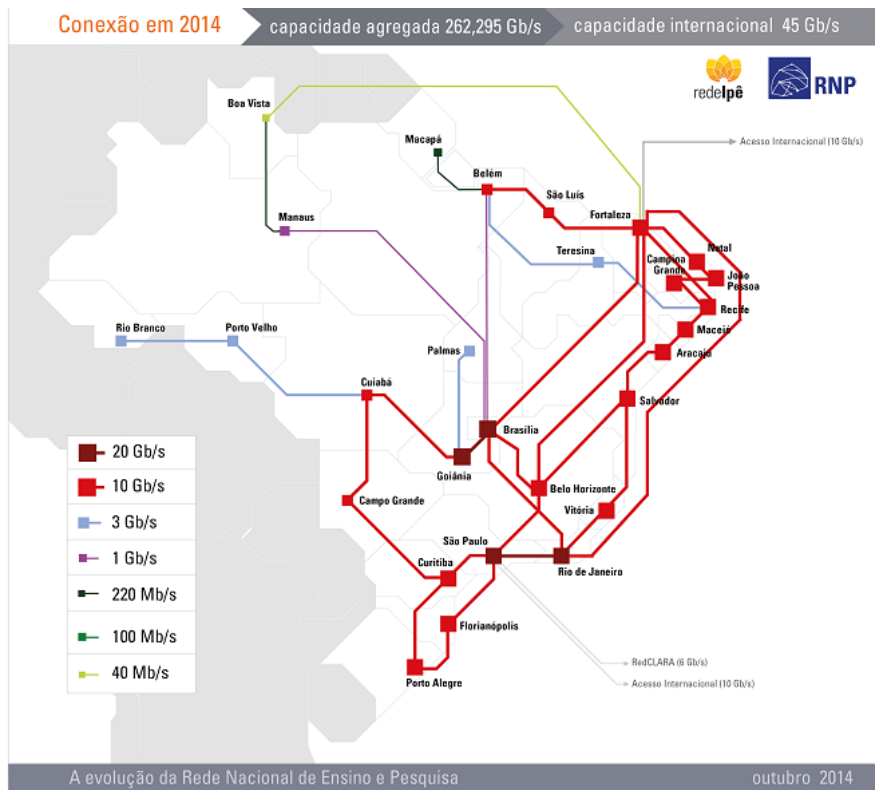 Conexão em 2014
capacidade agregada 262,295 Gb/s
capacidade internacional 45 Gb/s
redeIpê
RNP
Boa Vista
Macapá
Acesso Internacional (10 Gb/s)
Belém
São Luís
Fortaleza
Manaus
Teresina
Natal
Campina
Grande
João
Pessoa
Recife
Rio Branco
Porto Velho
Maceió
Palmas
Aracajú
Cuiabá
Salvador
Brasília
20 Gb/s
Goiânia
10 Gb/s
Belo Horizonte
Campo Grande
Vitória
3 Gb/s
São Paulo
1 Gb/s
Curitiba
Rio de Janeiro
220 Mb/s
Florianópolis
100 Mb/s
RedCLARA (6 Gb/s)
40 Mb/s
Porto Alegre
Acesso Internacional (10 Gb/s)
A evolução da Rede Nacional de Ensino e Pesquisa
outubro 2014